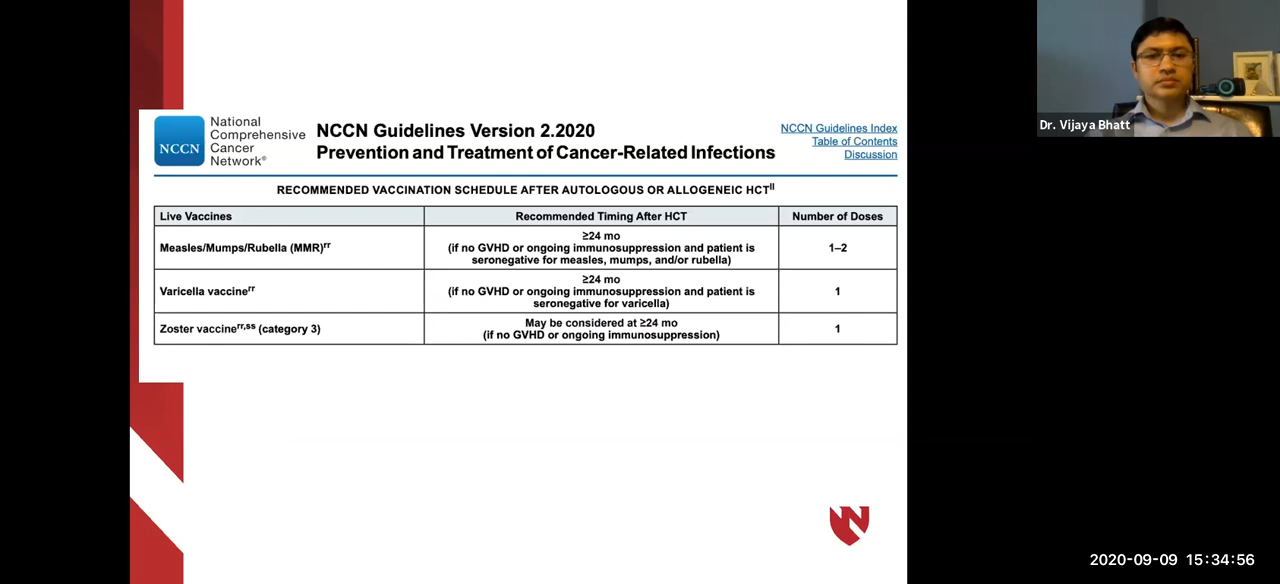 Dr. Vijaya Bhatt
NCCN
National
Comprehensive
Cancer
Network®
NCCN Guidelines Version 2.2020
Prevention and Treatment of Cancer-Related Infections
NCCN Guidelines Index
Table of Contents
Discussion
RECOMMENDED VACCINATION SCHEDULE AFTER AUTOLOGOUS OR ALLOGENEIC HCTll
Live Vaccines
Recommended Timing After HCT
Number of Doses
Measles/Mumps/Rubella (MMR)rr
≥24 mo
(if no GVHD or ongoing immunosuppression and patient is
seronegative for measles, mumps, and/or rubella)
1–2
Varicella vaccinerr
≥24 mo
(if no GVHD or ongoing immunosuppression and patient is
seronegative for varicella)
1
Zoster vaccinerr,ss (category 3)
May be considered at ≥24 mo
(if no GVHD or ongoing immunosuppression)
1
N
2020-09-09 15:34:56